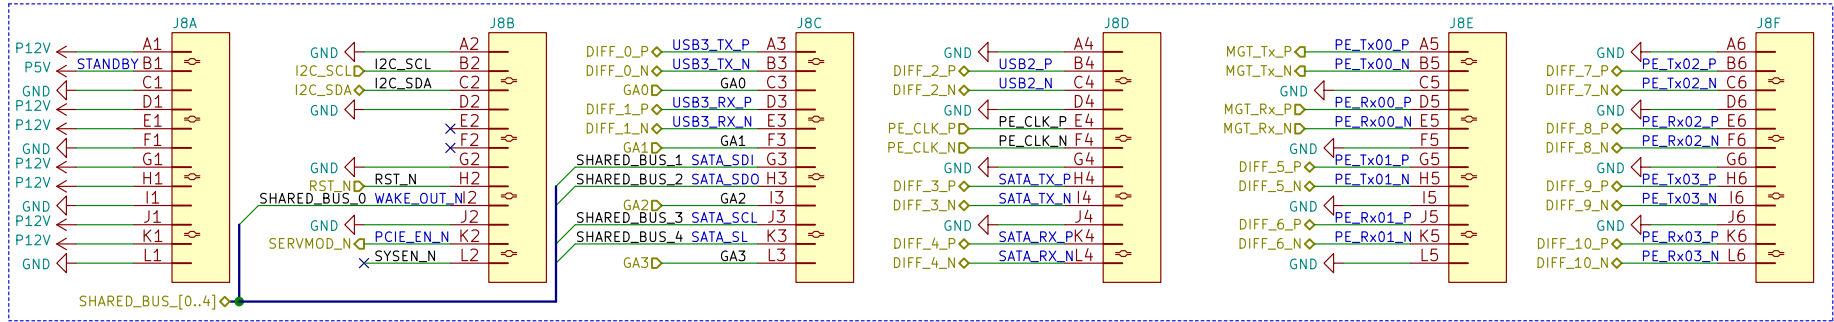 J8A J8B J8C J8D J8E J8F
P12V A1
P5V STANDBY B1
GND C1
P12V D1
P12V E1
GND F1
P12V G1
P12V H1
GND I1
P12V J1
P12V K1
GND L1
GND A2
I2C_SCL I2C_SCL B2
I2C_SDA I2C_SDA C2
GND D2
E2
F2
GND G2
RST_N RST_N H2
SHARED_BUS_0 WAKE_OUT_N I2
GND J2
SERVMOD_N PCIE_EN_N K2
SYSEN_N L2
DIFF_0_P USB3_TX_P A3
DIFF_0_N USB3_TX_N B3
GA0 GA0 C3
DIFF_1_P USB3_RX_P D3
DIFF_1_N USB3_RX_N E3
GA1 GA1 F3
SHARED_BUS_1 SATA_SDI G3
SHARED_BUS_2 SATA_SDO H3
GA2 GA2 I3
SHARED_BUS_3 SATA_SCL J3
SHARED_BUS_4 SATA_SL K3
GA3 GA3 L3
GND A4
DIFF_2_P USB2_P B4
DIFF_2_N USB2_N C4
GND D4
PE_CLK_P PE_CLK_P E4
PE_CLK_N PE_CLK_N F4
GND G4
DIFF_3_P SATA_TX_P H4
DIFF_3_N SATA_TX_N I4
GND J4
DIFF_4_P SATA_RX_P K4
DIFF_4_N SATA_RX_N L4
MGT_Tx_P PE_Tx00_P A5
MGT_Tx_N PE_Tx00_N B5
GND C5
MGT_Rx_P PE_Rx00_P D5
MGT_Rx_N PE_Rx00_N E5
GND F5
DIFF_5_P PE_Tx01_P G5
DIFF_5_N PE_Tx01_N H5
GND I5
DIFF_6_P PE_Rx01_P J5
DIFF_6_N PE_Rx01_N K5
GND L5
GND A6
DIFF_7_P PE_Tx02_P B6
DIFF_7_N PE_Tx02_N C6
GND D6
DIFF_8_P PE_Rx02_P E6
DIFF_8_N PE_Rx02_N F6
GND G6
DIFF_9_P PE_Tx03_P H6
DIFF_9_N PE_Tx03_N I6
GND J6
DIFF_10_P PE_Rx03_P K6
DIFF_10_N PE_Rx03_N L6
SHARED_BUS_[0..4]